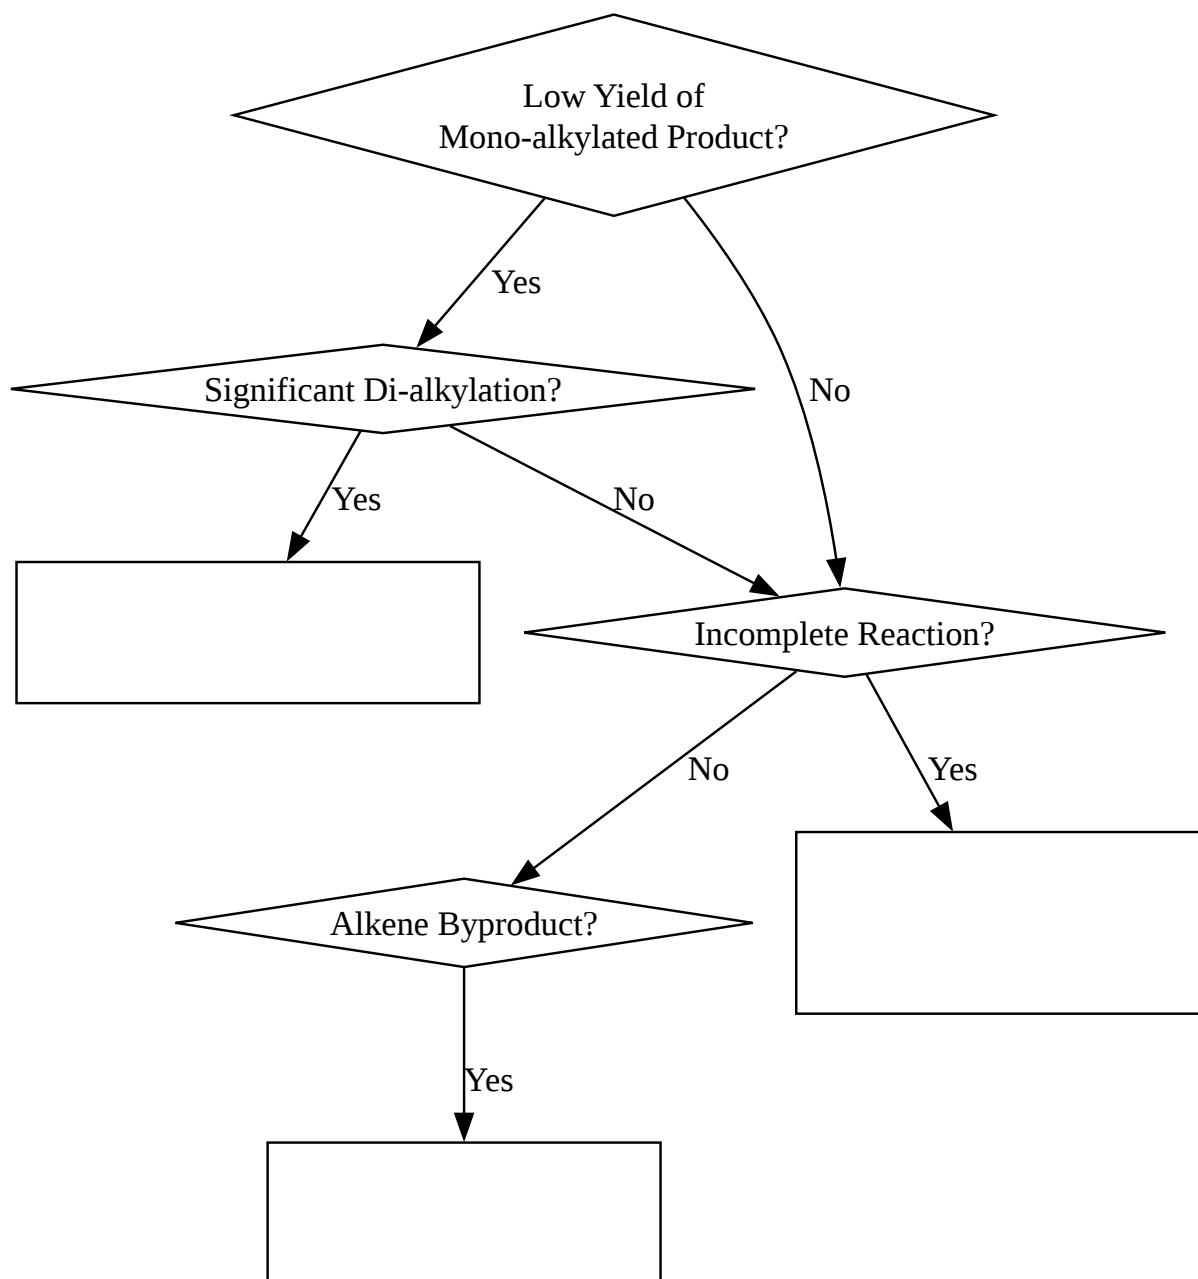 Low Yield of
Mono-alkylated Product?
Yes
No
Significant Di-alkylation?
Yes
No
Incomplete Reaction?
No
Yes
Alkene Byproduct?
Yes